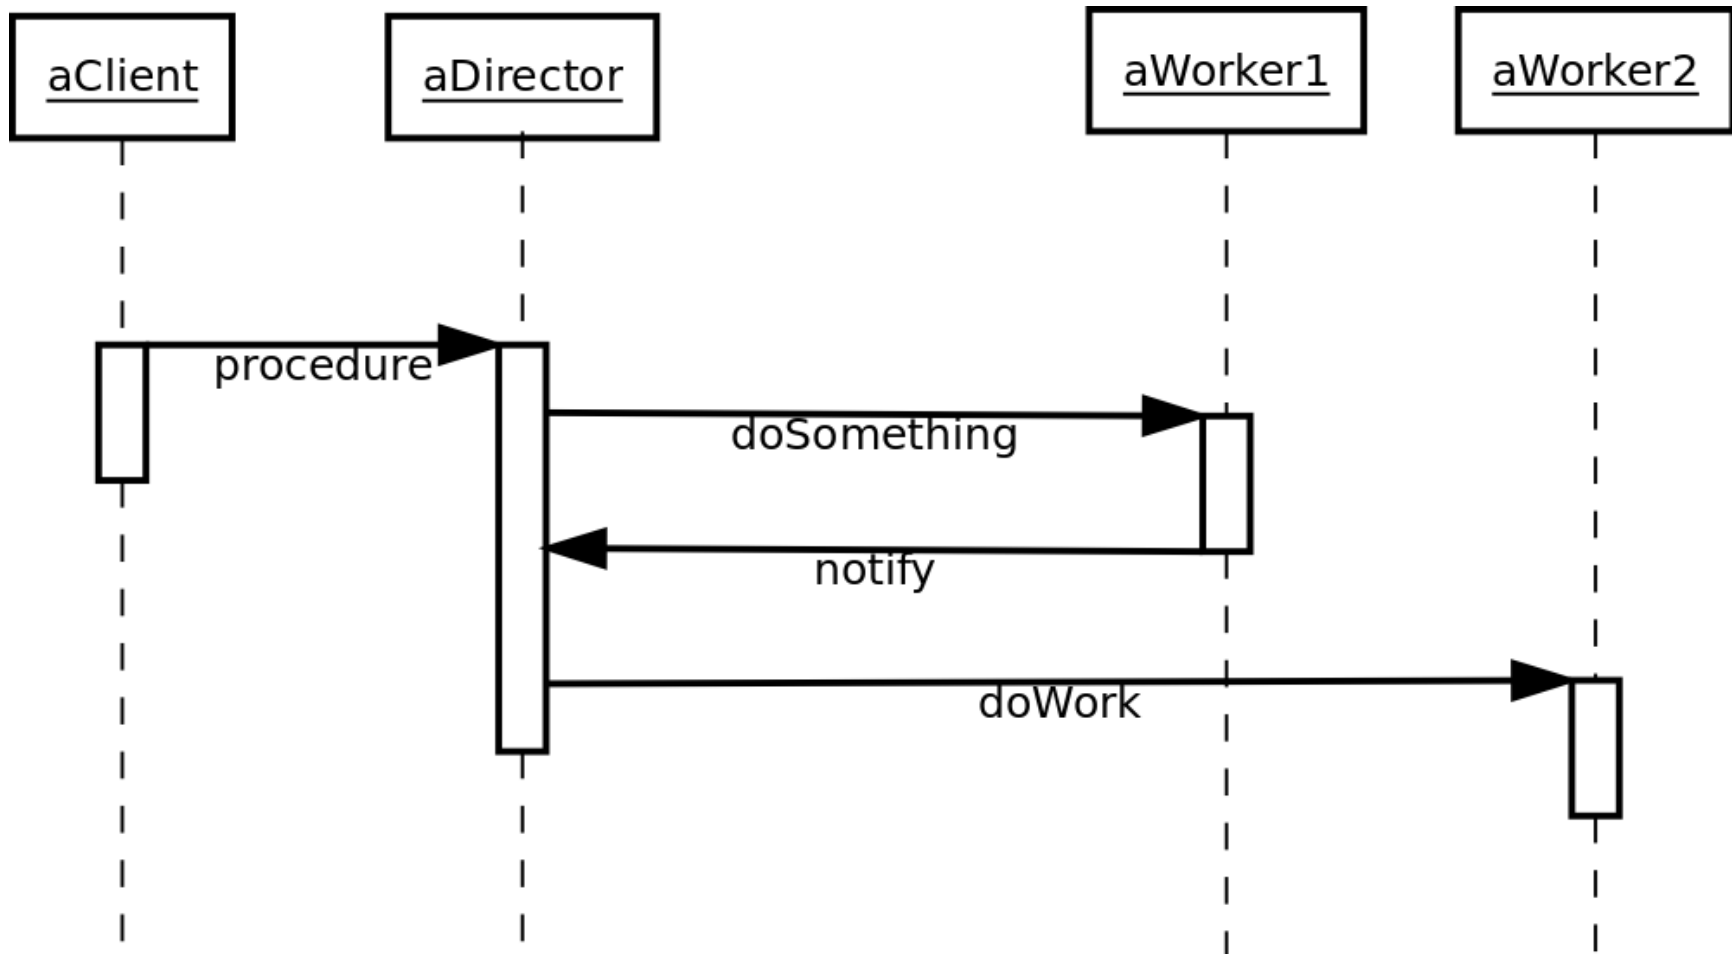 aClient
aDirector
aWorker1
aWorker2
procedure
doSomething
notify
doWork